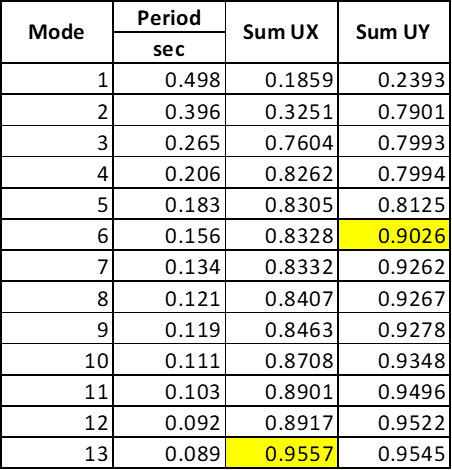 Mode Period Sum UX Sum UY
sec
1 0.498 0.1859 0.2393
2 0.396 0.3251 0.7901
3 0.265 0.7604 0.7993
4 0.206 0.8262 0.7994
5 0.183 0.8305 0.8125
6 0.156 0.8328 0.9026
7 0.134 0.8332 0.9262
8 0.121 0.8407 0.9267
9 0.119 0.8463 0.9278
10 0.111 0.8708 0.9348
11 0.103 0.8901 0.9496
12 0.092 0.8917 0.9522
13 0.089 0.9557 0.9545